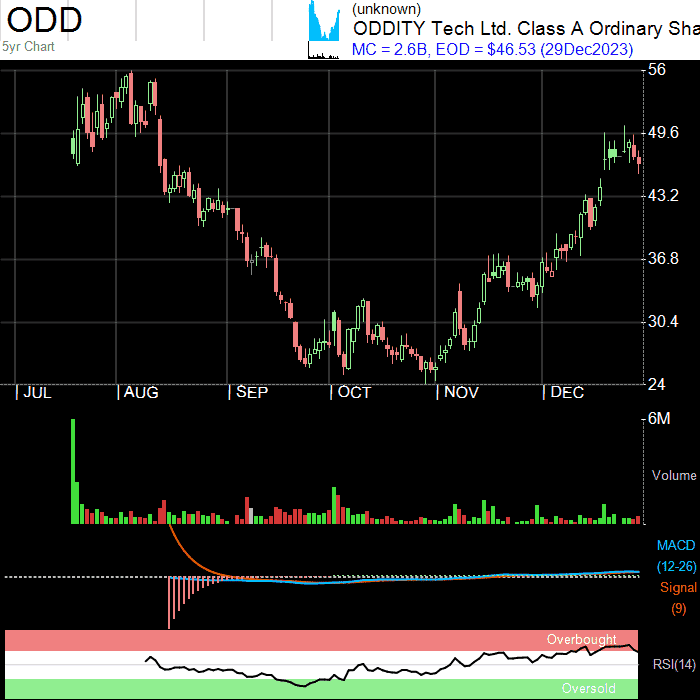 ODD
5yr Chart
(unknown)
ODDITY Tech Ltd. Class A Ordinary Sha
MC = 2.6B, EOD = $46.53 (29Dec2023)
56
49.6
43.2
36.8
30.4
24
JUL AUG SEP OCT NOV DEC
6M
Volume
MACD
(12-26)
Signal
(9)
Overbought
RSI(14)
Oversold